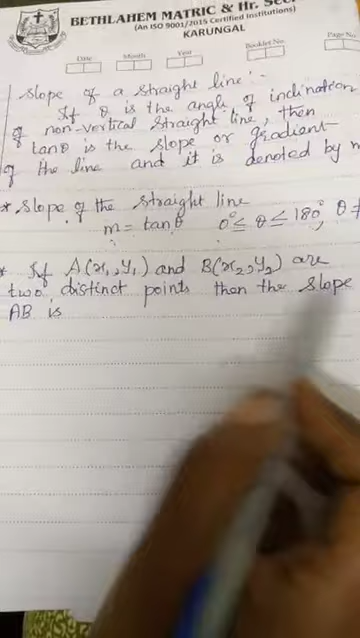 BETHLAHEM MATRIC & Hr. Sec.
(An ISO 9001/2015 Certified Institutions)
KARUNGAL
Date Month Year Booklet No. Page No.
Slope of a straight line:-
If θ is the angle of inclination
of non-vertical straight line, then
tanθ is the slope or gradient
of the line and it is denoted by m
* Slope of the straight line
m = tanθ 0° ≤ θ ≤ 180°, θ ≠
* If A(x₁,y₁) and B(x₂,y₂) are
two distinct points then the slope
AB is